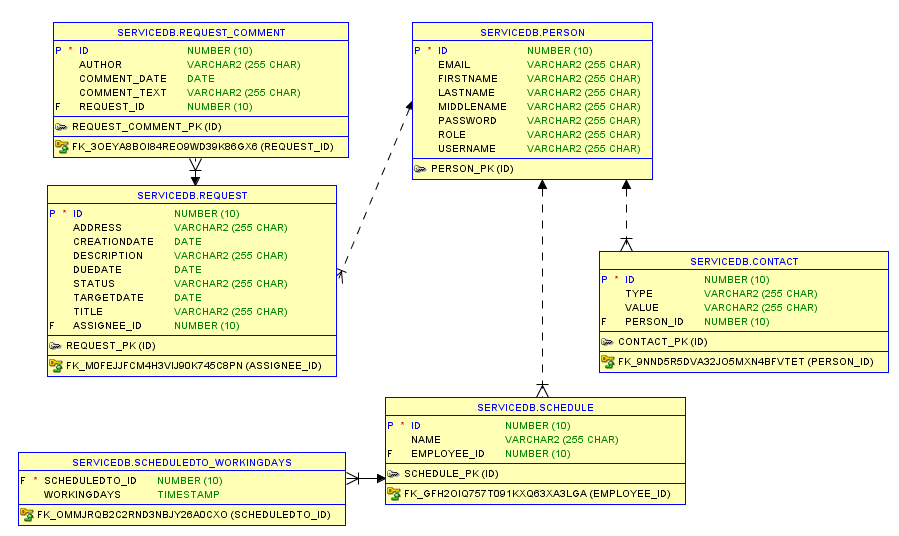 SERVICEDB.REQUEST_COMMENT
P * ID NUMBER (10)
AUTHOR VARCHAR2 (255 CHAR)
COMMENT_DATE DATE
COMMENT_TEXT VARCHAR2 (255 CHAR)
F REQUEST_ID NUMBER (10)
REQUEST_COMMENT_PK (ID)
FK_3OEYA8BOI84REO9WD39K86GX6 (REQUEST_ID)
SERVICEDB.PERSON
P * ID NUMBER (10)
EMAIL VARCHAR2 (255 CHAR)
FIRSTNAME VARCHAR2 (255 CHAR)
LASTNAME VARCHAR2 (255 CHAR)
MIDDLENAME VARCHAR2 (255 CHAR)
PASSWORD VARCHAR2 (255 CHAR)
ROLE VARCHAR2 (255 CHAR)
USERNAME VARCHAR2 (255 CHAR)
PERSON_PK (ID)
SERVICEDB.REQUEST
P * ID NUMBER (10)
ADDRESS VARCHAR2 (255 CHAR)
CREATIONDATE DATE
DESCRIPTION VARCHAR2 (255 CHAR)
DUEDATE DATE
STATUS VARCHAR2 (255 CHAR)
TARGETDATE DATE
TITLE VARCHAR2 (255 CHAR)
F ASSIGNEE_ID NUMBER (10)
REQUEST_PK (ID)
FK_M0FEJJFCM4H3VIJ90K745C8PN (ASSIGNEE_ID)
SERVICEDB.CONTACT
P * ID NUMBER (10)
TYPE VARCHAR2 (255 CHAR)
VALUE VARCHAR2 (255 CHAR)
F PERSON_ID NUMBER (10)
CONTACT_PK (ID)
FK_9NND5R5DVA32JO5MXN4BFVTET (PERSON_ID)
SERVICEDB.SCHEDULE
P * ID NUMBER (10)
NAME VARCHAR2 (255 CHAR)
F EMPLOYEE_ID NUMBER (10)
SCHEDULE_PK (ID)
FK_GFH2OIQ757T091KXQ63XA3LGA (EMPLOYEE_ID)
SERVICEDB.SCHEDULEDTO_WORKINGDAYS
F * SCHEDULEDTO_ID NUMBER (10)
WORKINGDAYS TIMESTAMP
FK_OMMJRQB2C2RND3NBJY26A0CXO (SCHEDULEDTO_ID)